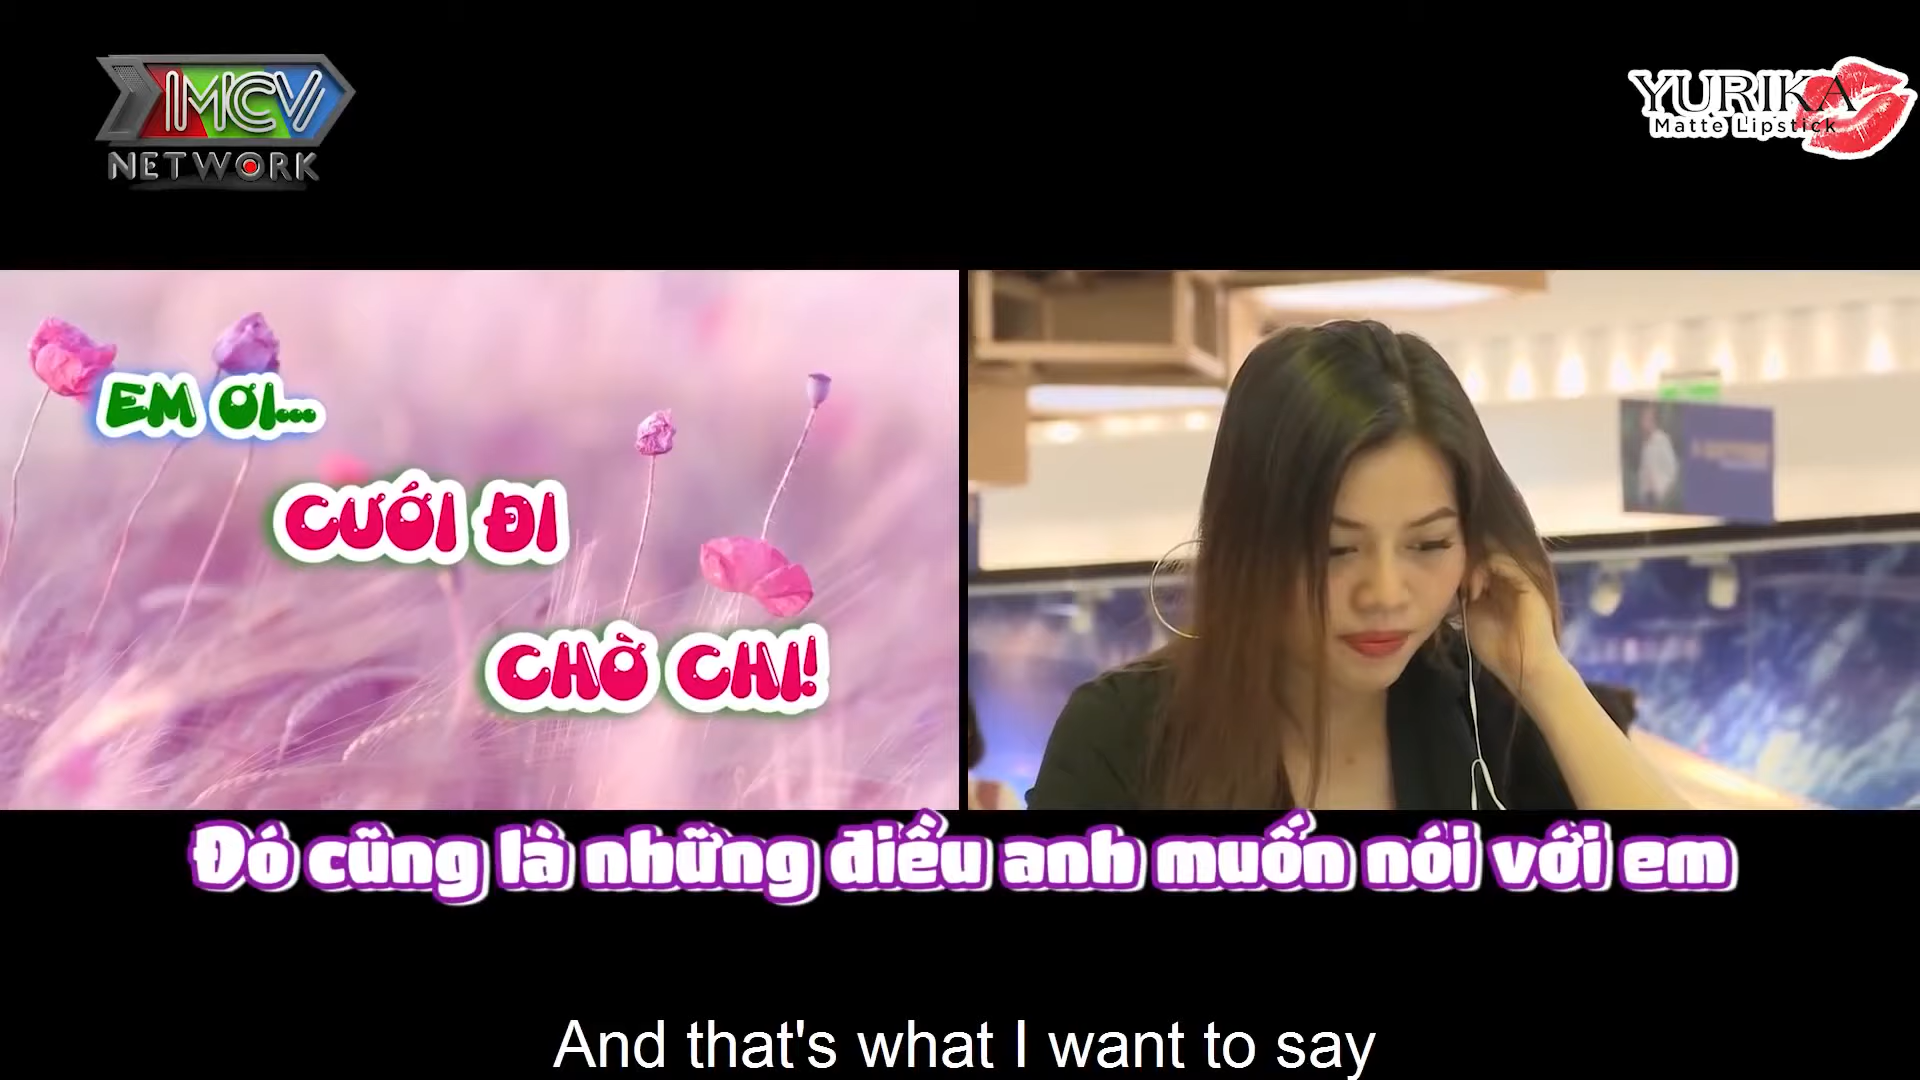 MCV
NETWORK
YURIKA
Matte Lipstick
EM ƠI...
CƯỚI ĐI
CHỜ CHI!
Đó cũng là những điều anh muốn nói với em
And that's what I want to say